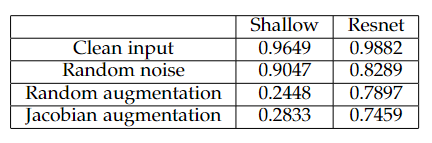 Shallow Resnet
Clean input 0.9649 0.9882
Random noise 0.9047 0.8289
Random augmentation 0.2448 0.7897
Jacobian augmentation 0.2833 0.7459